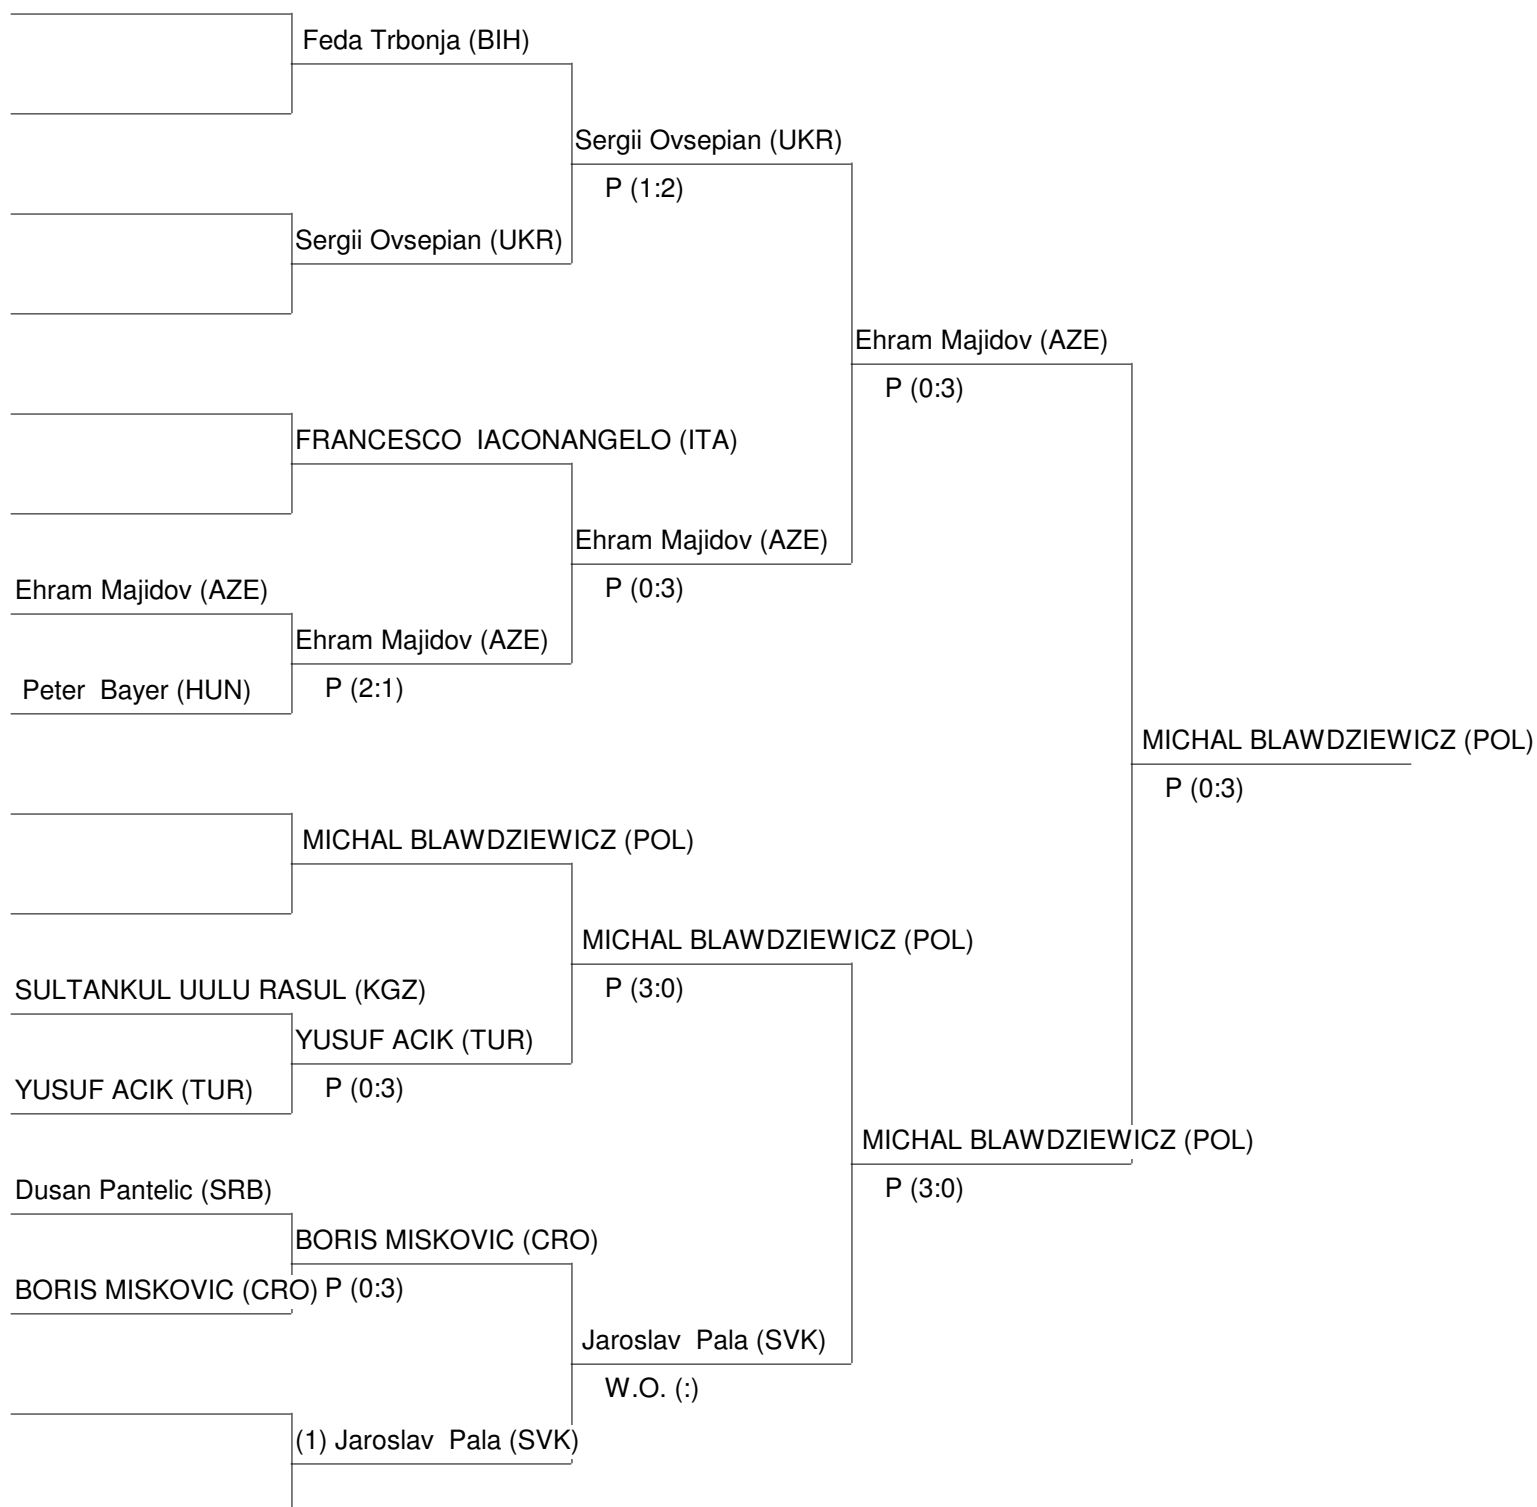 Feda Trbonja (BIH)
Sergii Ovsepian (UKR)
P (1:2)
Sergii Ovsepian (UKR)
Ehram Majidov (AZE)
P (0:3)
FRANCESCO  IACONANGELO (ITA)
Ehram Majidov (AZE)
P (0:3)
Ehram Majidov (AZE)
Ehram Majidov (AZE)
P (2:1)
Peter  Bayer (HUN)
MICHAL BLAWDZIEWICZ (POL)
P (0:3)
MICHAL BLAWDZIEWICZ (POL)
MICHAL BLAWDZIEWICZ (POL)
P (3:0)
SULTANKUL UULU RASUL (KGZ)
YUSUF ACIK (TUR)
P (0:3)
YUSUF ACIK (TUR)
MICHAL BLAWDZIEWICZ (POL)
P (3:0)
Dusan Pantelic (SRB)
BORIS MISKOVIC (CRO)
BORIS MISKOVIC (CRO) P (0:3)
Jaroslav  Pala (SVK)
W.O. (:)
(1) Jaroslav  Pala (SVK)